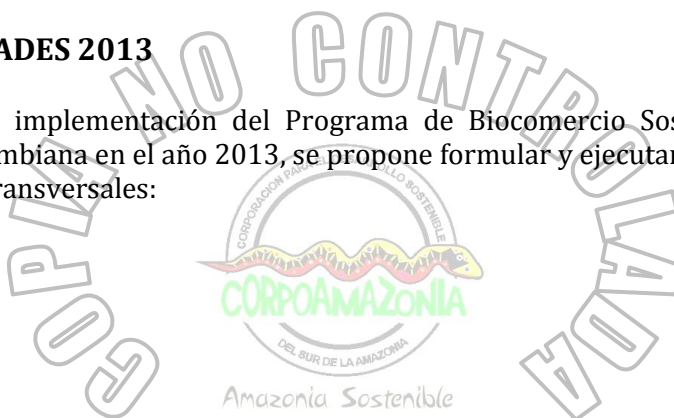 ADES 2013
implementación del Programa de Biocomercio Sos
mbiana en el año 2013, se propone formular y ejecutar
ransversales:
COPIA NO CONTROLADA
CORPORACION PARA EL DESARROLLO SOSTENIBLE
CORPOAMAZONIA
DEL SUR DE LA AMAZONIA
Amazonia Sostenible